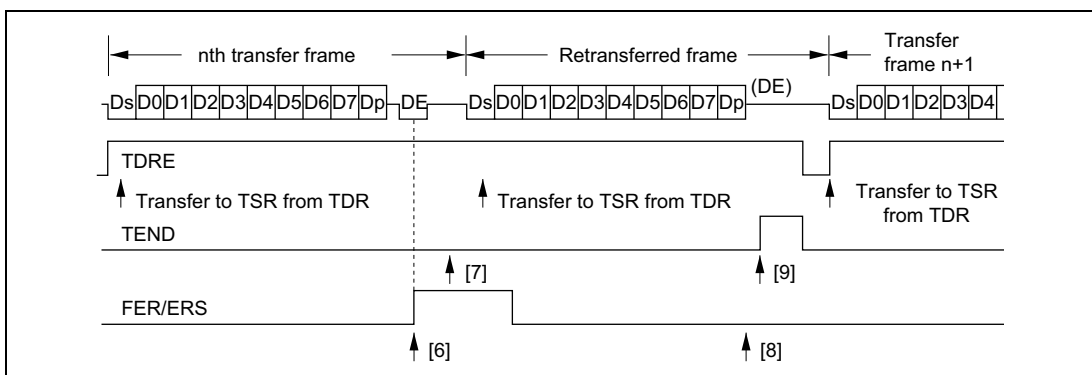 nth transfer frame
Retransferred frame
Transfer
frame n+1
Ds D0 D1 D2 D3 D4 D5 D6 D7 Dp DE
Ds D0 D1 D2 D3 D4 D5 D6 D7 Dp (DE)
Ds D0 D1 D2 D3 D4
TDRE
Transfer to TSR from TDR
Transfer to TSR from TDR
Transfer to TSR
from TDR
TEND
[7]
[9]
FER/ERS
[6]
[8]